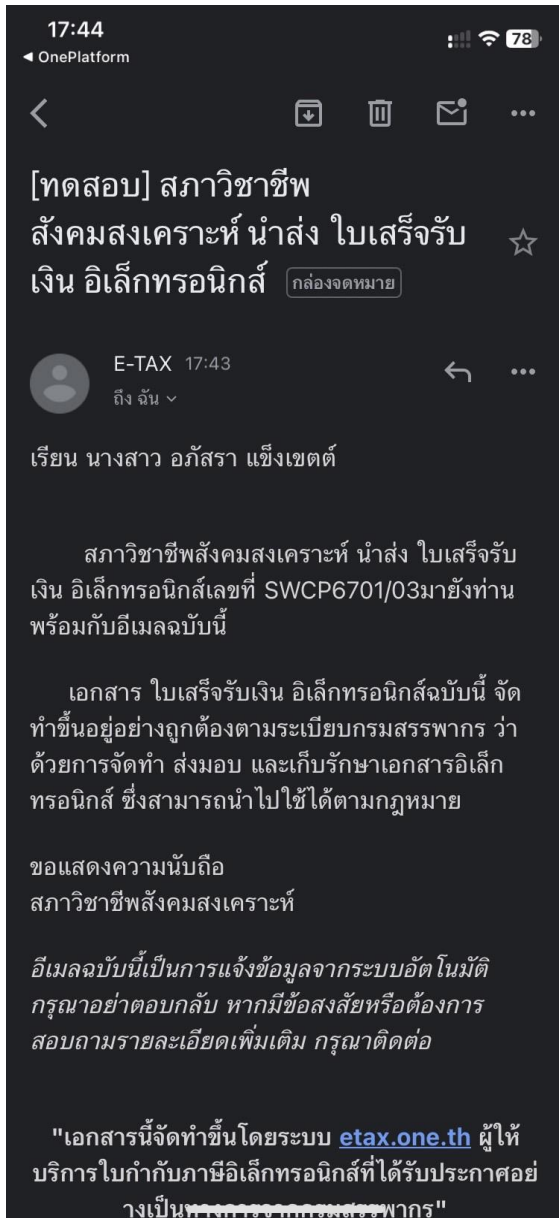 17:44
78
◀ OnePlatform
[ทดสอบ] สภาวิชาชีพ
สังคมสงเคราะห์ นำส่ง ใบเสร็จรับ
เงิน อิเล็กทรอนิกส์ กล่องจดหมาย
E-TAX 17:43
ถึง ฉัน
เรียน นางสาว อภัสรา แข็งเขตต์
สภาวิชาชีพสังคมสงเคราะห์ นำส่ง ใบเสร็จรับ
เงิน อิเล็กทรอนิกส์เลขที่ SWCP6701/03มายังท่าน
พร้อมกับอีเมลฉบับนี้
เอกสาร ใบเสร็จรับเงิน อิเล็กทรอนิกส์ฉบับนี้ จัด
ทำขึ้นอยู่อย่างถูกต้องตามระเบียบกรมสรรพากร ว่า
ด้วยการจัดทำ ส่งมอบ และเก็บรักษาเอกสารอิเล็ก
ทรอนิกส์ ซึ่งสามารถนำไปใช้ได้ตามกฎหมาย
ขอแสดงความนับถือ
สภาวิชาชีพสังคมสงเคราะห์
อีเมลฉบับนี้เป็นการแจ้งข้อมูลจากระบบอัตโนมัติ
กรุณาอย่าตอบกลับ หากมีข้อสงสัยหรือต้องการ
สอบถามรายละเอียดเพิ่มเติม กรุณาติดต่อ
"เอกสารนี้จัดทำขึ้นโดยระบบ etax.one.th ผู้ให้
บริการใบกำกับภาษีอิเล็กทรอนิกส์ที่ได้รับประกาศอย่
างเป็นทางการจากกรมสรรพากร"